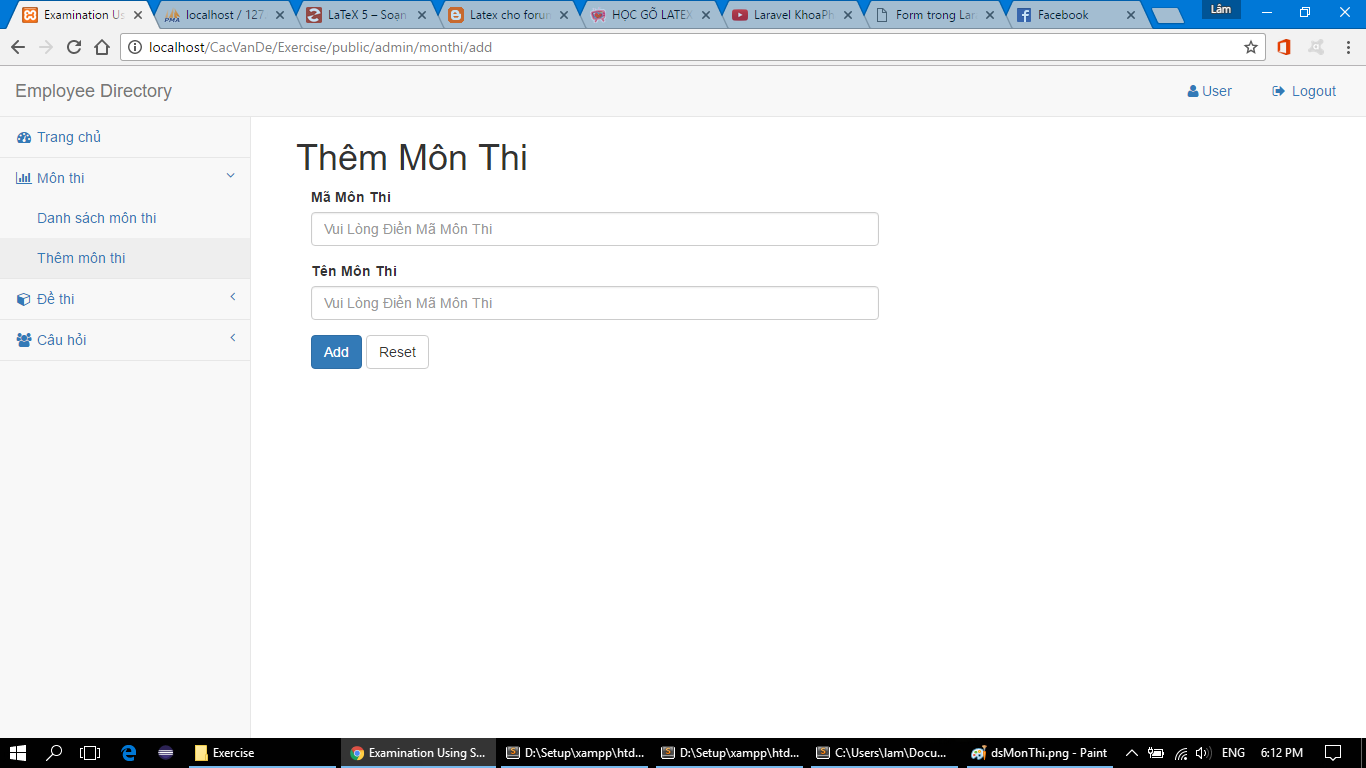 Examination Us
localhost / 127.
LaTeX 5 – Soạn
Latex cho forun
HỌC GÕ LATEX
Laravel KhoaPh
Form trong Lar
Facebook
Lâm
localhost/CacVanDe/Exercise/public/admin/monthi/add
Employee Directory
User
Logout
Trang chủ
Môn thi
Danh sách môn thi
Thêm môn thi
Đề thi
Câu hỏi
Thêm Môn Thi
Mã Môn Thi
Vui Lòng Điền Mã Môn Thi
Tên Môn Thi
Vui Lòng Điền Mã Môn Thi
Add
Reset
Exercise
Examination Using S...
D:\Setup\xampp\htd...
D:\Setup\xampp\htd...
C:\Users\lam\Docu...
dsMonThi.png - Paint
ENG
6:12 PM